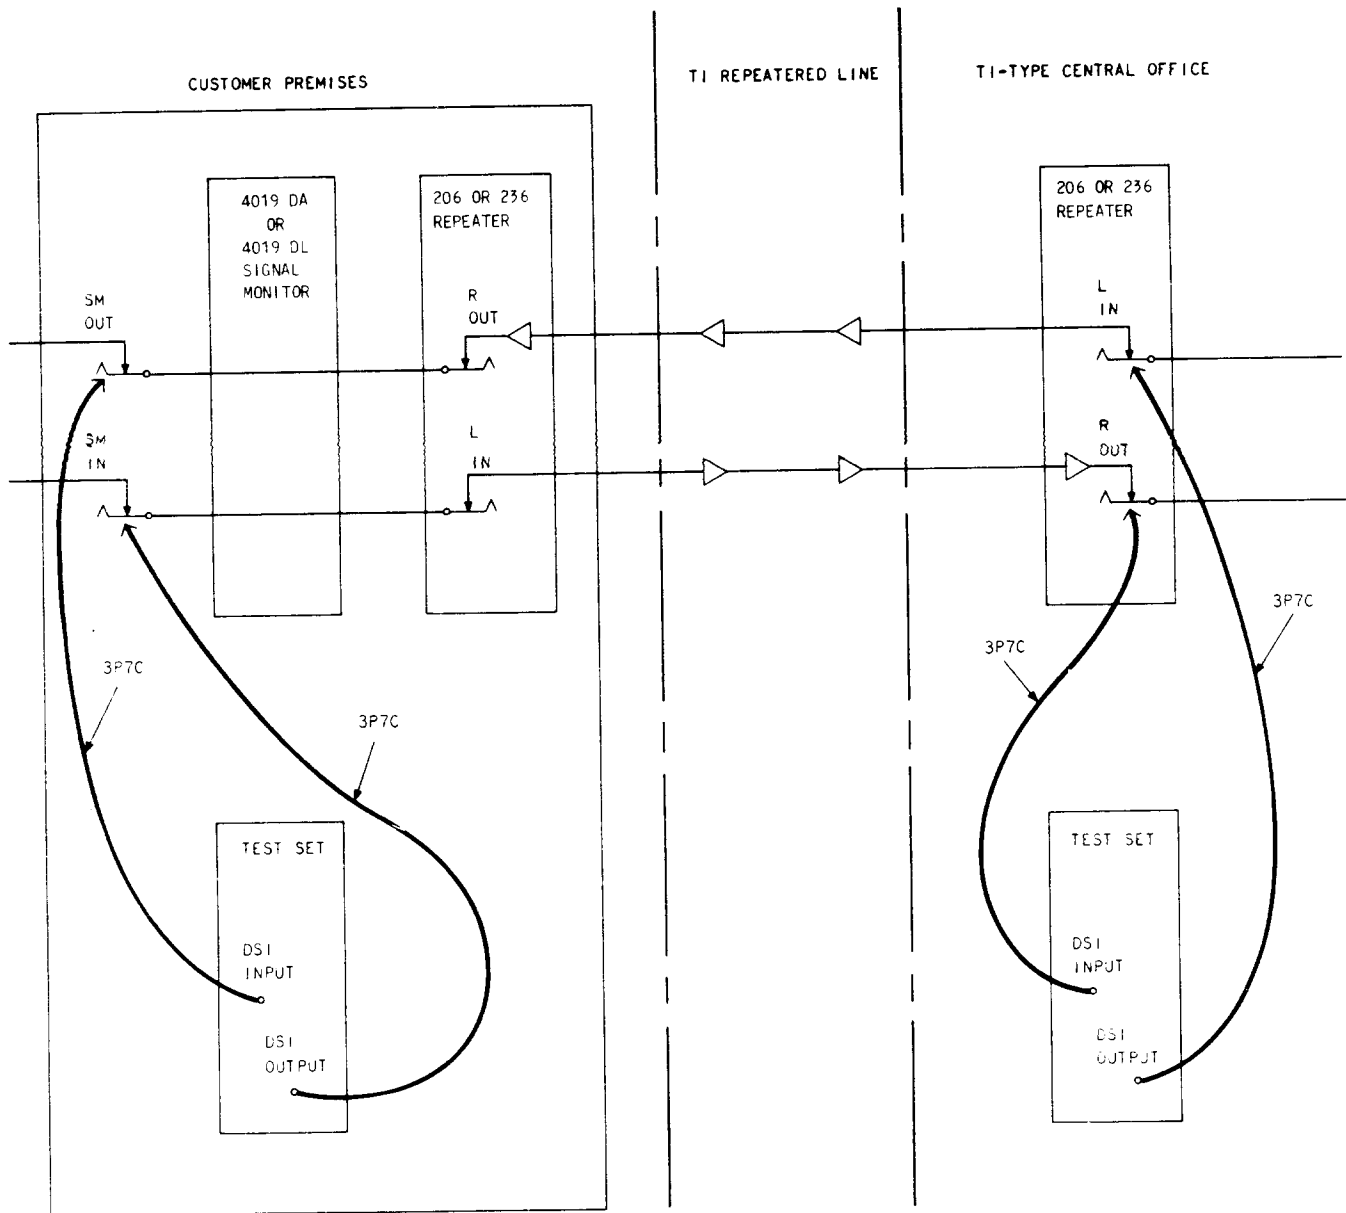 CUSTOMER PREMISES
T1 REPEATERED LINE
T1-TYPE CENTRAL OFFICE
4019 DA
OR
4019 DL
SIGNAL
MONITOR
206 OR 236
REPEATER
206 OR 236
REPEATER
SM
OUT
R
OUT
L
IN
SM
IN
L
IN
R
OUT
3P7C
3P7C
3P7C
3P7C
TEST SET
DS1
INPUT
DS1
OUTPUT
TEST SET
DS1
INPUT
DS1
OUTPUT